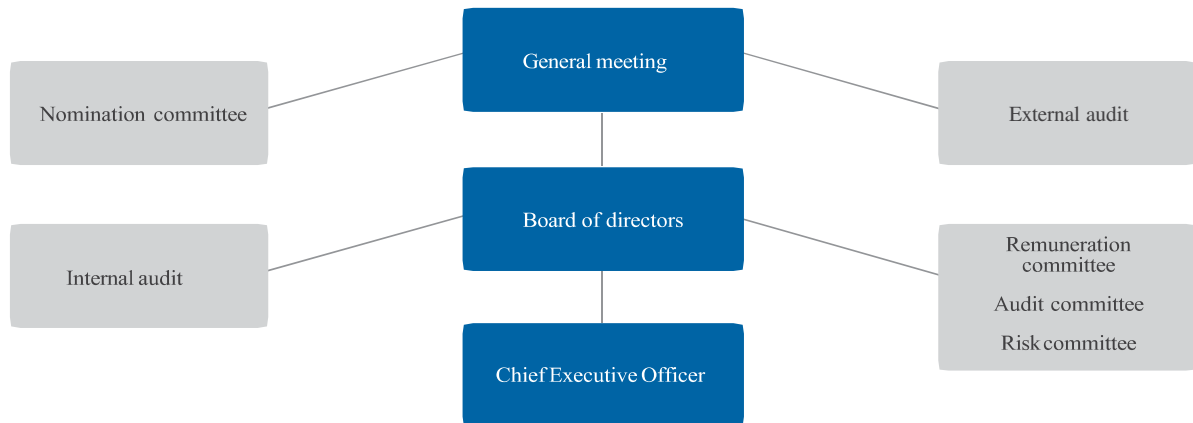 General meeting
Nomination committee
External audit
Board of directors
Internal audit
Remuneration
committee
Audit committee
Risk committee
Chief Executive Officer